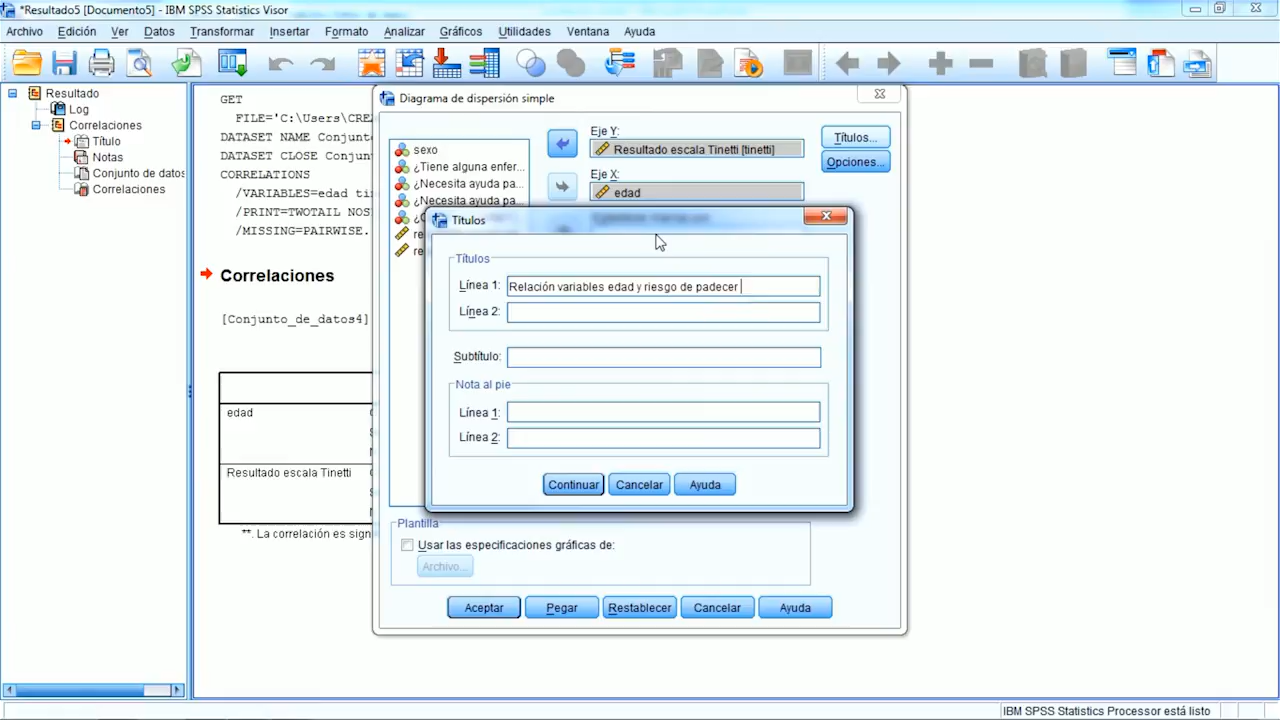 *Resultado5 [Documento5] - IBM SPSS Statistics Visor
Archivo Edición Ver Datos Transformar Insertar Formato Analizar Gráficos Utilidades Ventana Ayuda
Resultado
Log
Correlaciones
Título
Notas
Conjunto de datos
Correlaciones
GET
FILE='C:\Users\CRE
DATASET NAME Conjunto
DATASET CLOSE Conjunt
CORRELATIONS
/VARIABLES=edad tin
/PRINT=TWOTAIL NOS
/MISSING=PAIRWISE.
Correlaciones
[Conjunto_de_datos4]
edad
Resultado escala Tinetti
**. La correlación es sign
Diagrama de dispersión simple
sexo
¿Tiene alguna enfer...
¿Necesita ayuda pa...
¿Necesita ayuda pa...
re
re
Eje Y:
Resultado escala Tinetti [tinetti]
Eje X:
edad
Títulos...
Opciones...
Títulos
Títulos
Línea 1: Relación variables edad y riesgo de padecer
Línea 2:
Subtítulo:
Nota al pie
Línea 1:
Línea 2:
Continuar Cancelar Ayuda
Plantilla
Usar las especificaciones gráficas de:
Archivo...
Aceptar Pegar Restablecer Cancelar Ayuda
IBM SPSS Statistics Processor está listo